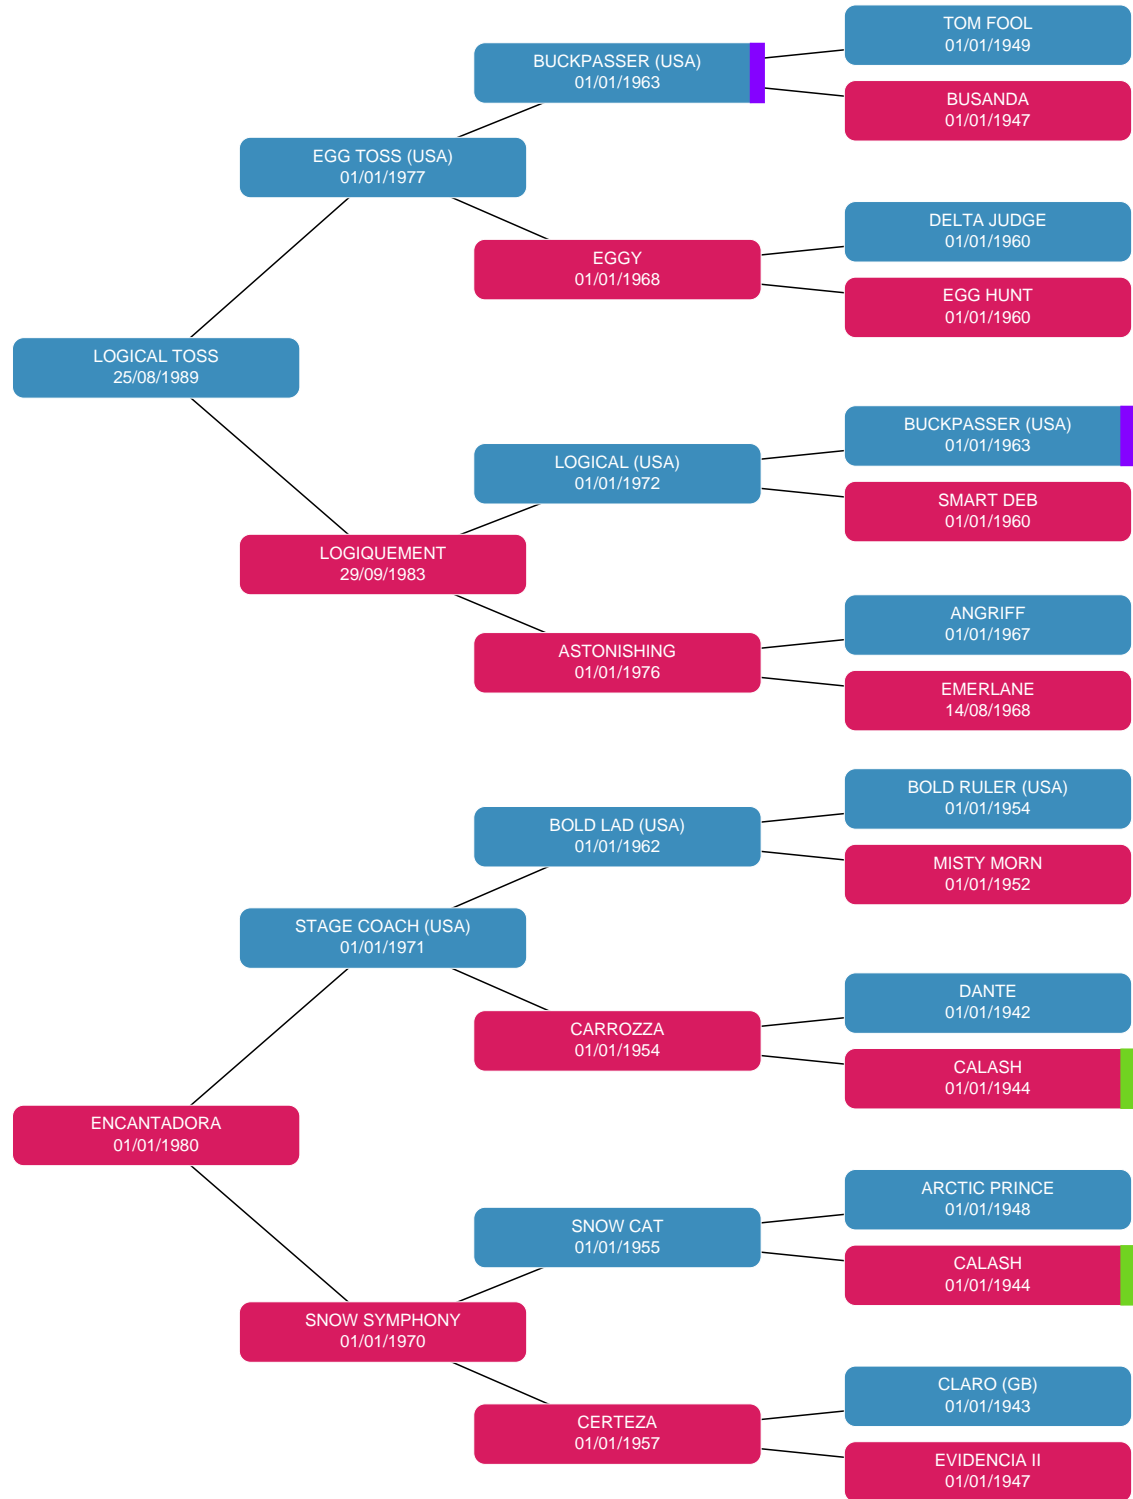 TOM FOOL
01/01/1949
BUCKPASSER (USA)
01/01/1963
BUSANDA
01/01/1947
EGG TOSS (USA)
01/01/1977
DELTA JUDGE
01/01/1960
EGGY
01/01/1968
EGG HUNT
01/01/1960
LOGICAL TOSS
25/08/1989
BUCKPASSER (USA)
01/01/1963
LOGICAL (USA)
01/01/1972
SMART DEB
01/01/1960
LOGIQUEMENT
29/09/1983
ANGRIFF
01/01/1967
ASTONISHING
01/01/1976
EMERLANE
14/08/1968
BOLD RULER (USA)
01/01/1954
BOLD LAD (USA)
01/01/1962
MISTY MORN
01/01/1952
STAGE COACH (USA)
01/01/1971
DANTE
01/01/1942
CARROZZA
01/01/1954
CALASH
01/01/1944
ENCANTADORA
01/01/1980
ARCTIC PRINCE
01/01/1948
SNOW CAT
01/01/1955
CALASH
01/01/1944
SNOW SYMPHONY
01/01/1970
CLARO (GB)
01/01/1943
CERTEZA
01/01/1957
EVIDENCIA II
01/01/1947